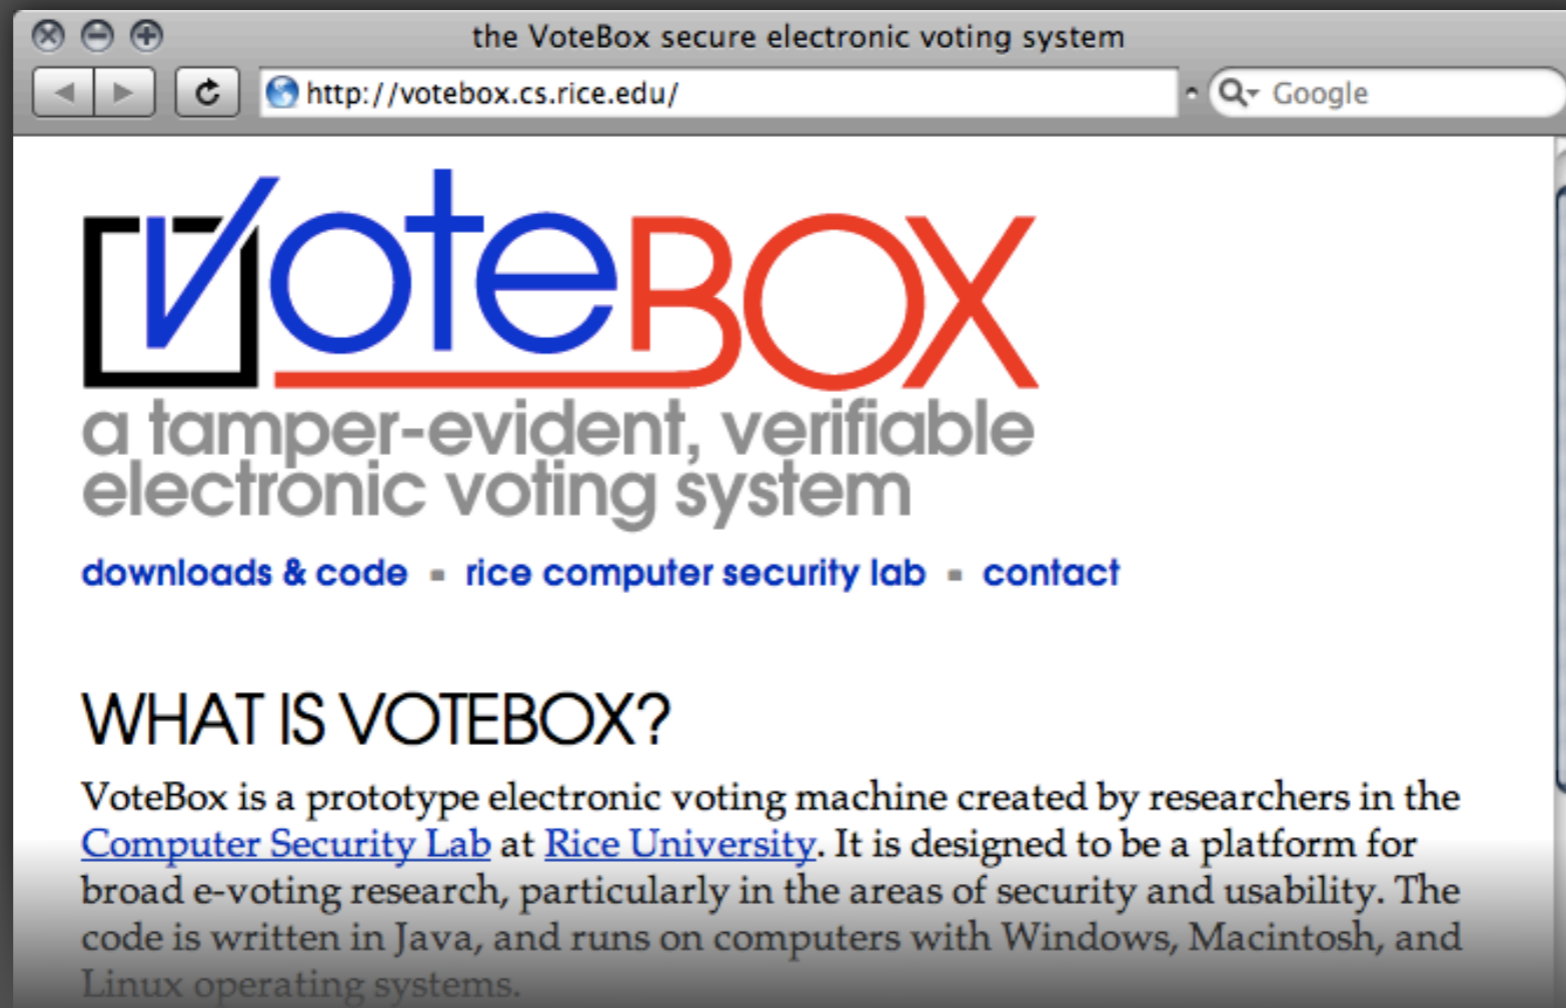 the VoteBox secure electronic voting system
http://votebox.cs.rice.edu/
Google
VoteBOX
a tamper-evident, verifiable
electronic voting system
downloads & code ▪ rice computer security lab ▪ contact
WHAT IS VOTEBOX?
VoteBox is a prototype electronic voting machine created by researchers in the
Computer Security Lab at Rice University. It is designed to be a platform for
broad e-voting research, particularly in the areas of security and usability. The
code is written in Java, and runs on computers with Windows, Macintosh, and
Linux operating systems.